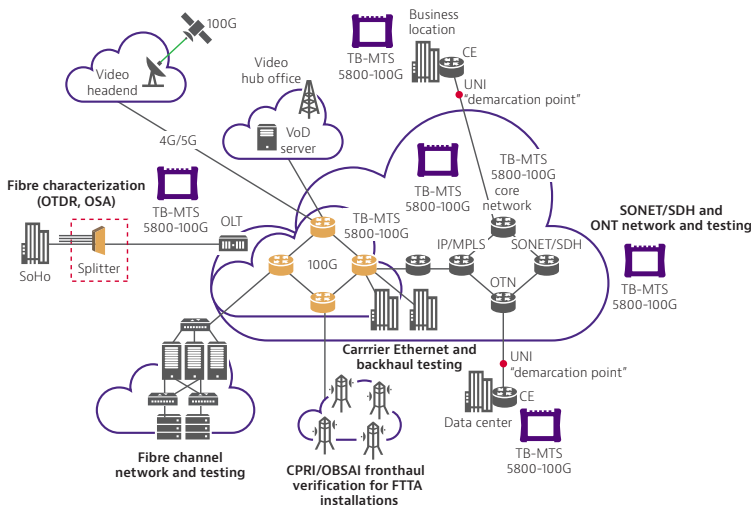 100G
Video
headend
Video
hub office
VoD
server
4G/5G
TB-MTS
5800-100G
Business
location
CE
UNI
“demarcation point”
Fibre characterization
(OTDR, OSA)
TB-MTS
5800-100G
OLT
SoHo
Splitter
TB-MTS
5800-100G
TB-MTS
5800-100G
core
network
TB-MTS
5800-100G
100G
IP/MPLS
SONET/SDH
OTN
SONET/SDH and
ONT network and testing
TB-MTS
5800-100G
Carrrier Ethernet and
backhaul testing
UNI
“demarcation point”
CE
Data center
TB-MTS
5800-100G
Fibre channel
network and testing
CPRI/OBSAI fronthaul
verification for FTTA
installations